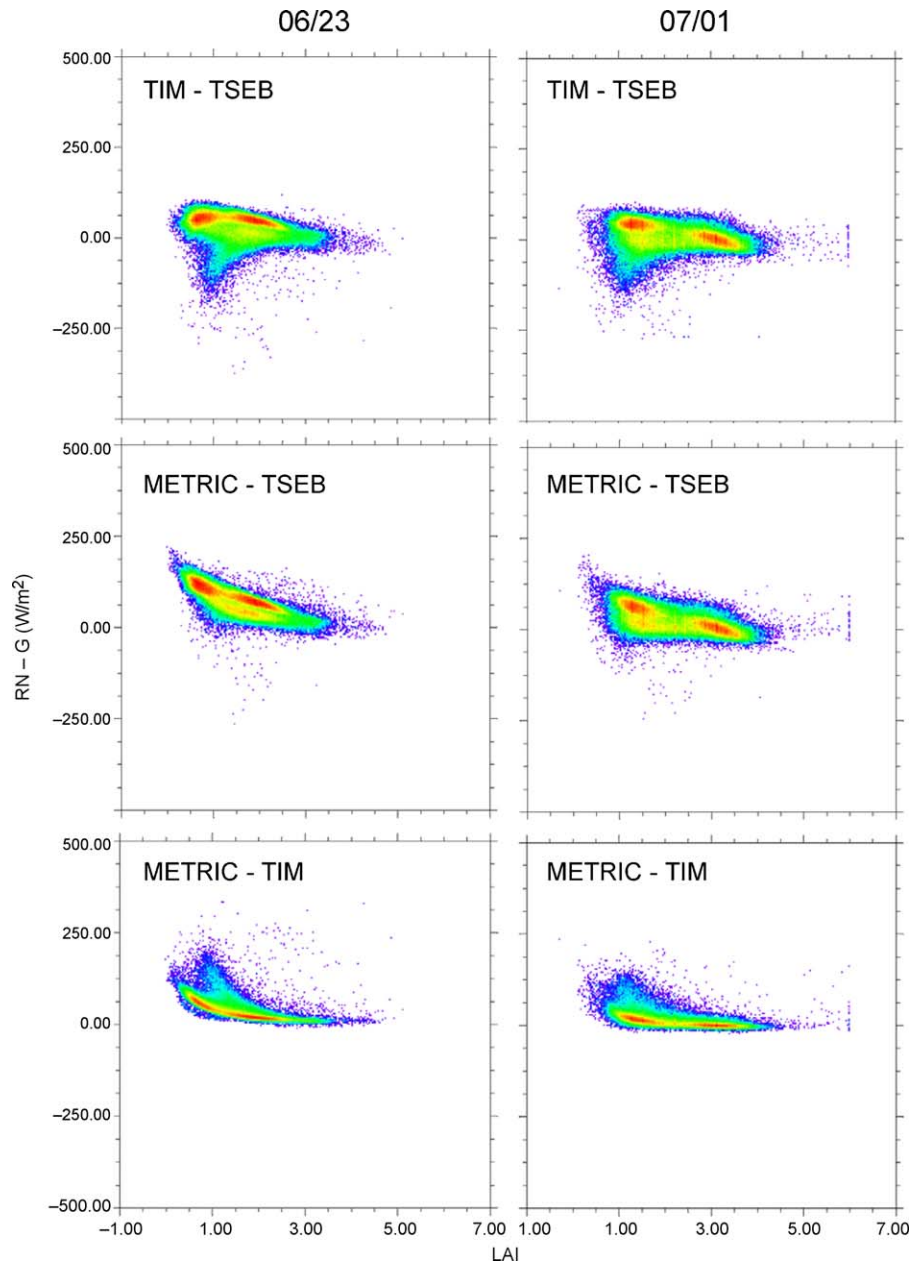 06/23 07/01
500.00
TIM - TSEB TIM - TSEB
250.00
0.00
–250.00
500.00
METRIC - TSEB METRIC - TSEB
250.00
0.00
–250.00
RN – G (W/m²)
500.00
METRIC - TIM METRIC - TIM
250.00
0.00
–250.00
–500.00
–1.00 1.00 3.00 5.00 7.00 1.00 1.00 3.00 5.00 7.00
LAI